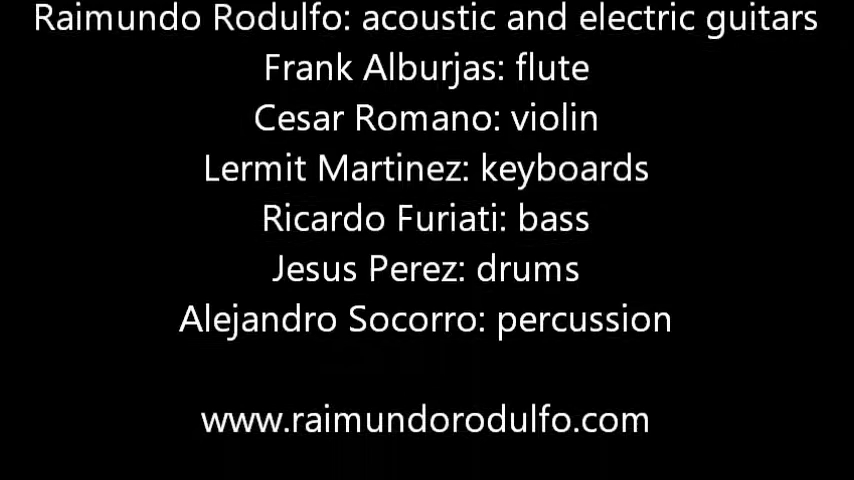 Raimundo Rodulfo: acoustic and electric guitars
Frank Alburjas: flute
Cesar Romano: violin
Lermit Martinez: keyboards
Ricardo Furiati: bass
Jesus Perez: drums
Alejandro Socorro: percussion
www.raimundorodulfo.com